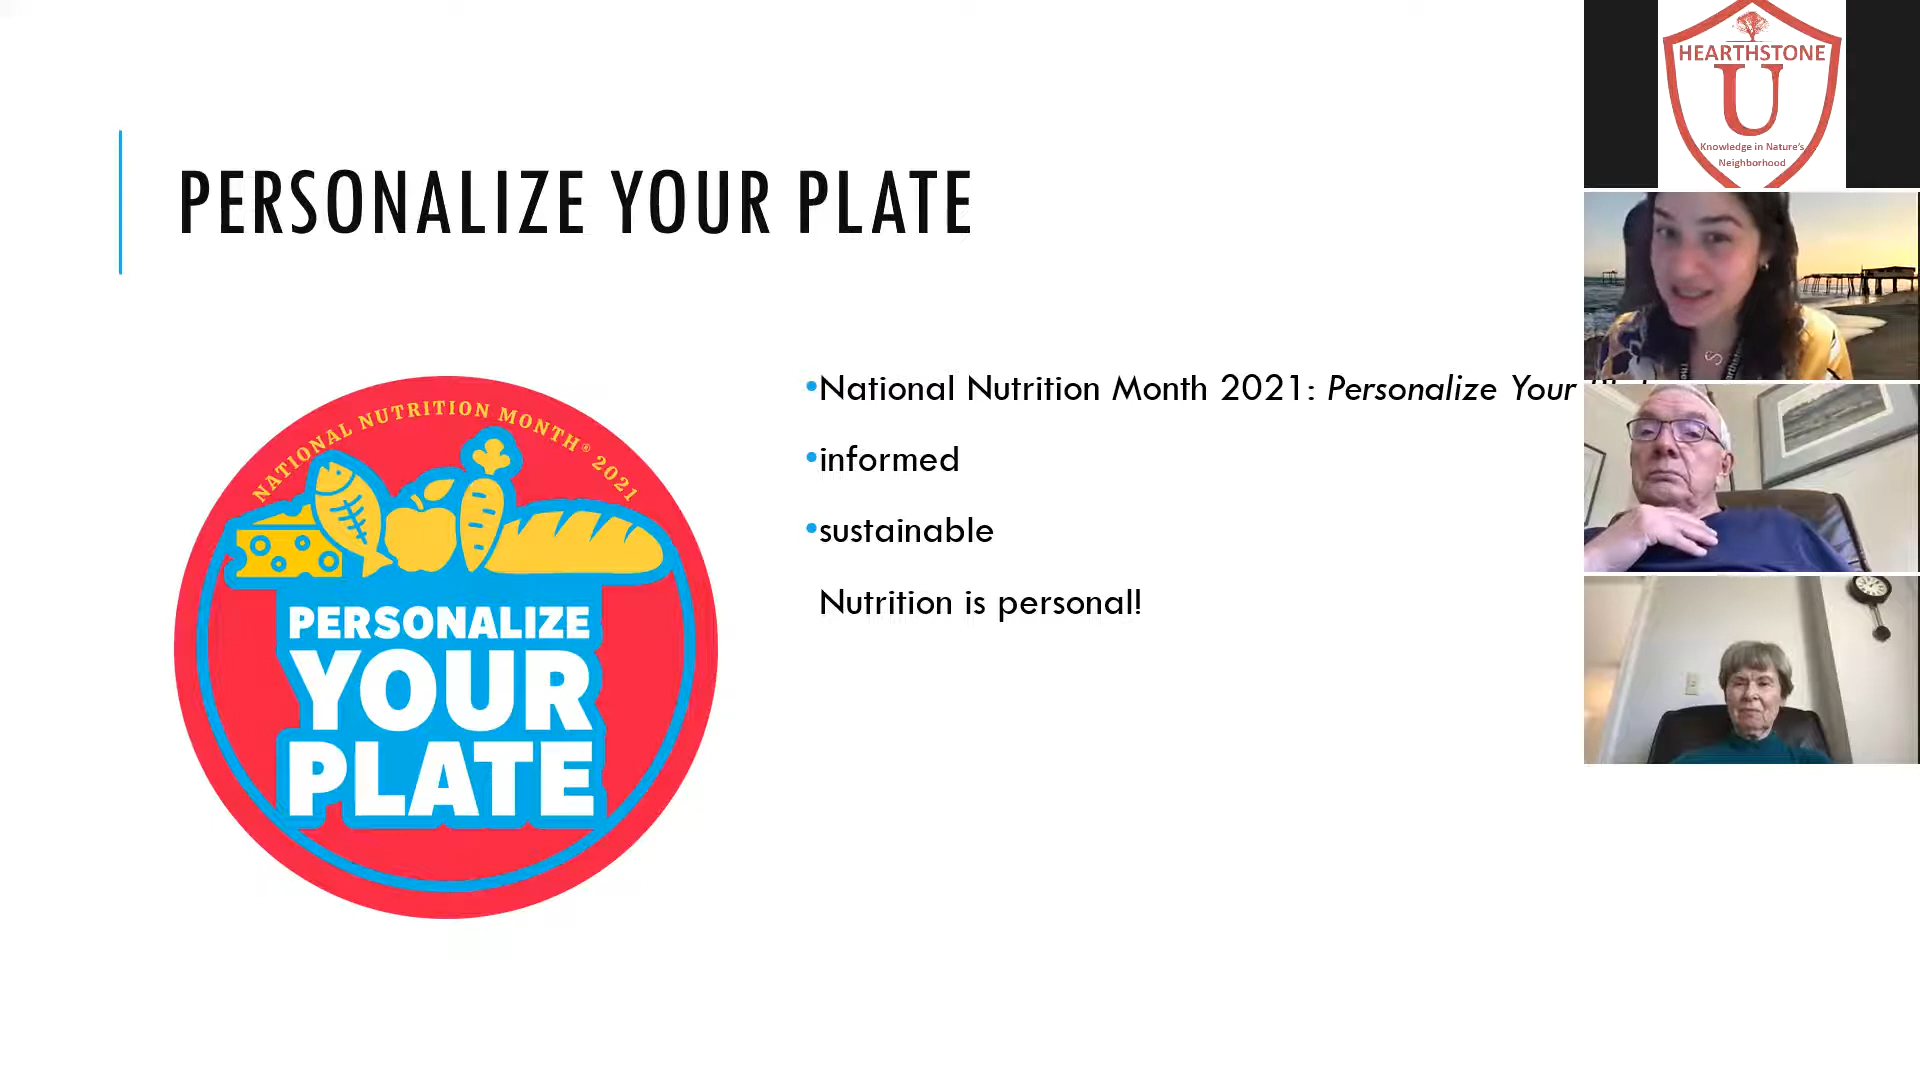 PERSONALIZE YOUR PLATE
NATIONAL NUTRITION MONTH® 2021
PERSONALIZE
YOUR
PLATE
•National Nutrition Month 2021: Personalize Your
•informed
•sustainable
Nutrition is personal!
HEARTHSTONE
U
Knowledge in Nature's
Neighborhood